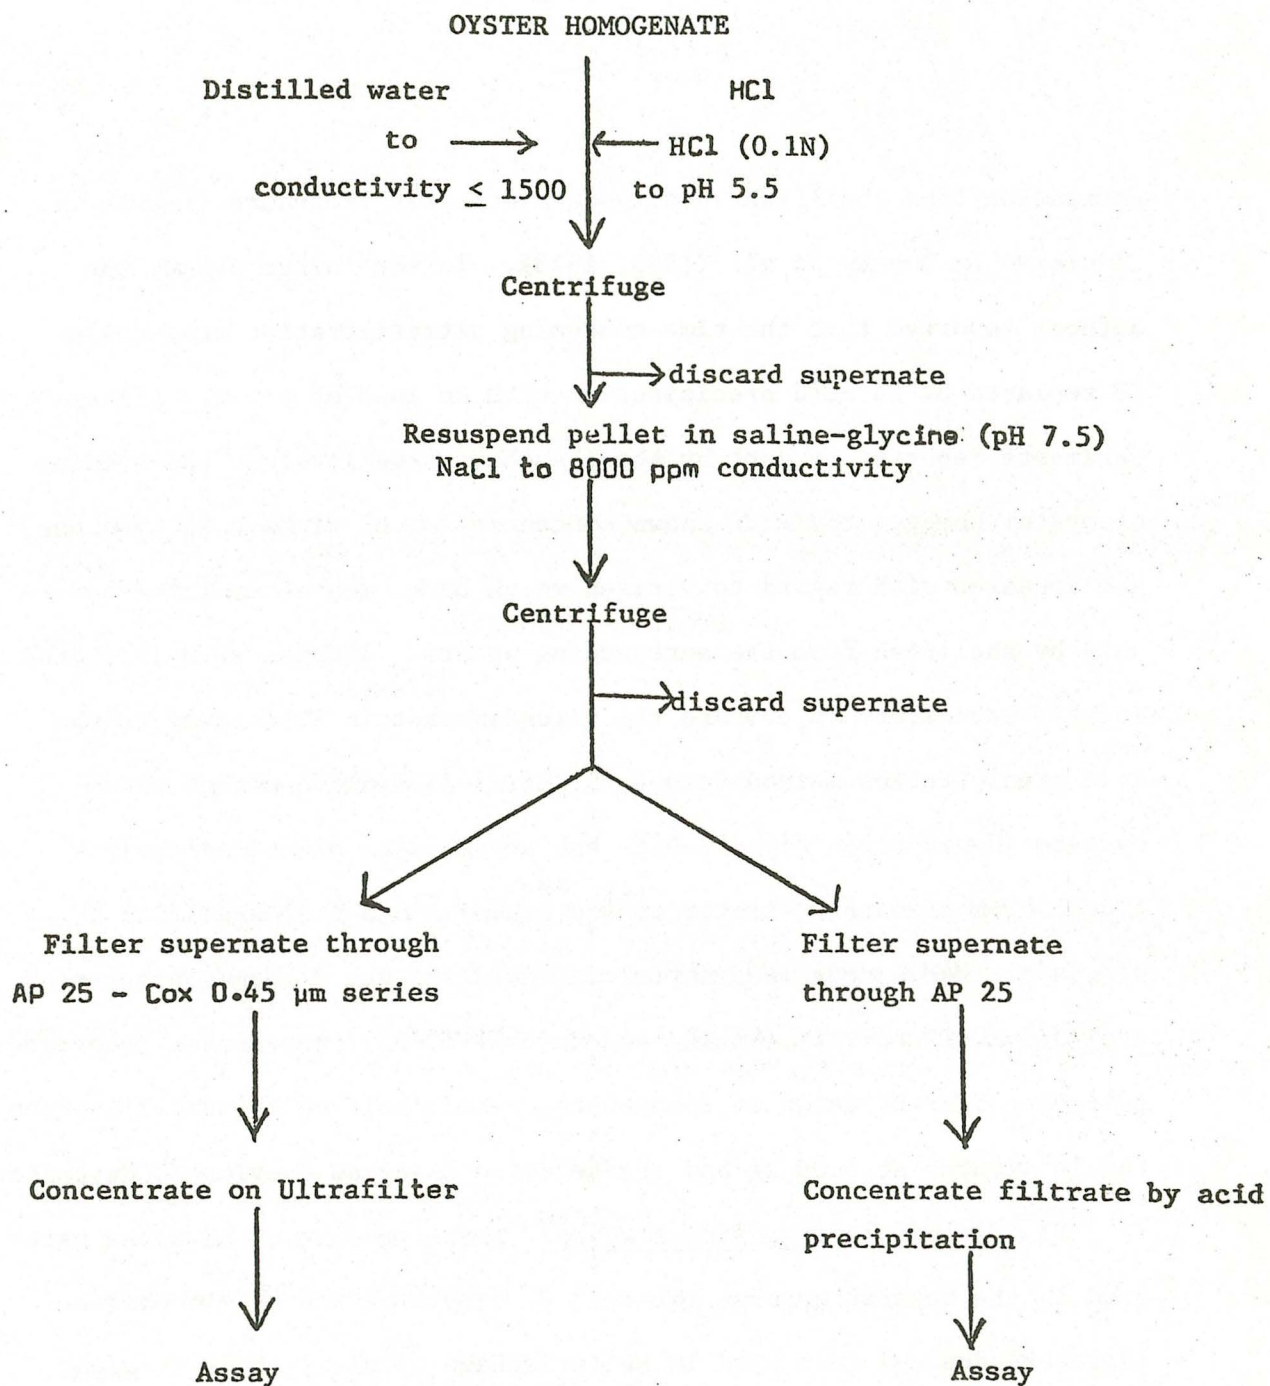 OYSTER HOMOGENATE
Distilled water
HCl
to
HCl (0.1N)
conductivity ≤ 1500
to pH 5.5
Centrifuge
discard supernate
Resuspend pellet in saline-glycine (pH 7.5)
NaCl to 8000 ppm conductivity
Centrifuge
discard supernate
Filter supernate through
AP 25 - Cox 0.45 µm series
Filter supernate
through AP 25
Concentrate on Ultrafilter
Concentrate filtrate by acid
precipitation
Assay
Assay